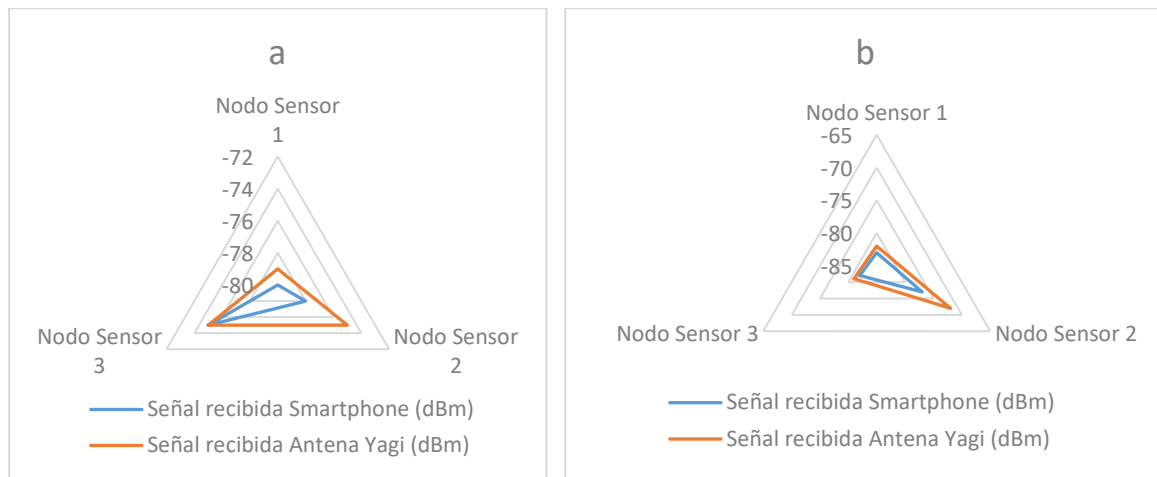 a
Nodo Sensor
1
-72
-74
-76
-78
-80
Nodo Sensor
3
Nodo Sensor
2
Señal recibida Smartphone (dBm)
Señal recibida Antena Yagi (dBm)
b
Nodo Sensor 1
-65
-70
-75
-80
-85
Nodo Sensor 3
Nodo Sensor 2
Señal recibida Smartphone (dBm)
Señal recibida Antena Yagi (dBm)